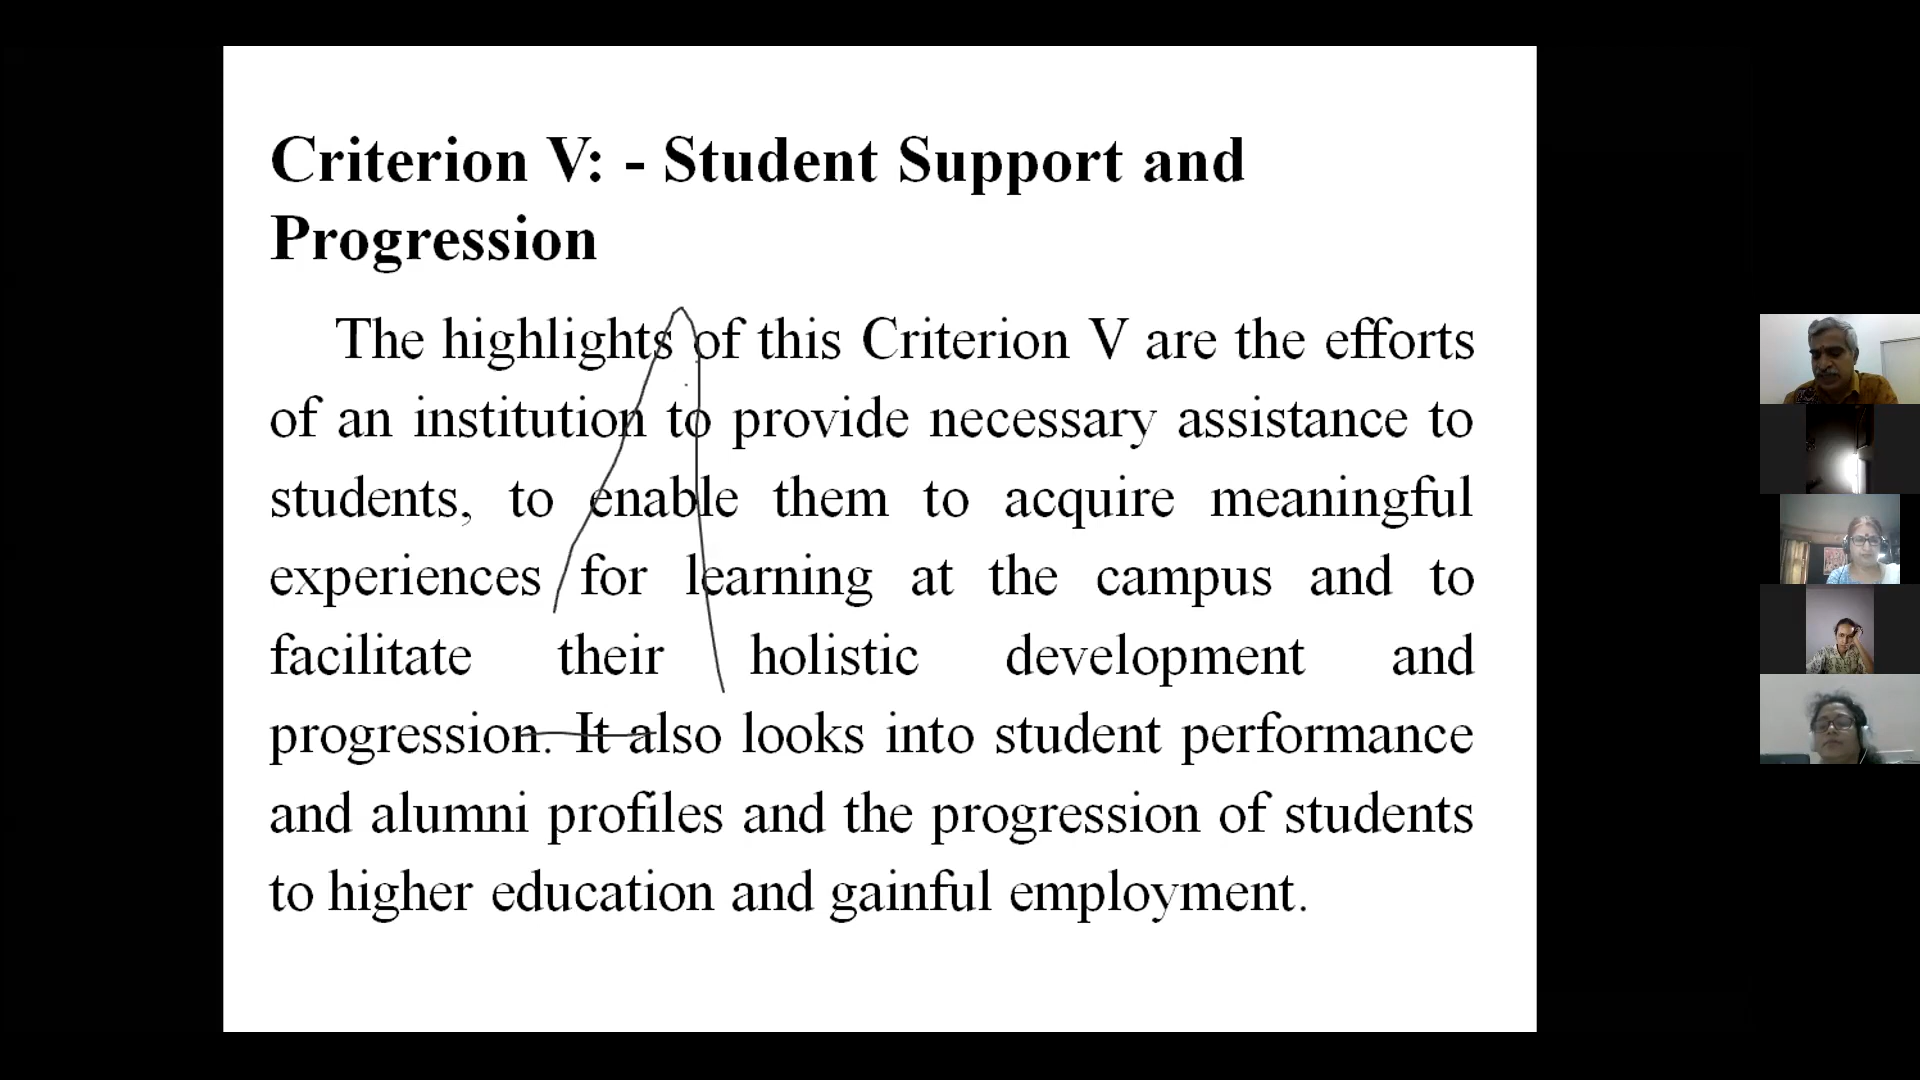 Criterion V: - Student Support and
Progression
The highlights of this Criterion V are the efforts
of an institution to provide necessary assistance to
students, to enable them to acquire meaningful
experiences for learning at the campus and to
facilitate their holistic development and
progression. It also looks into student performance
and alumni profiles and the progression of students
to higher education and gainful employment.